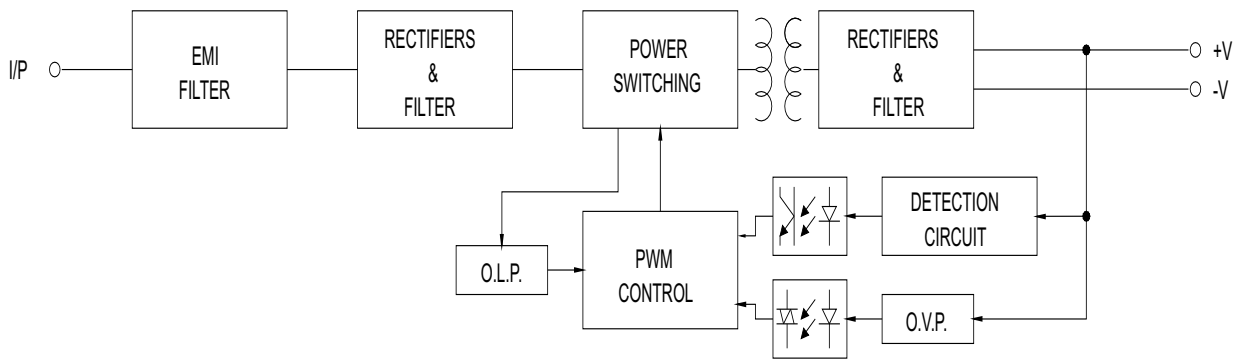 I/P
EMI
FILTER
RECTIFIERS
&
FILTER
POWER
SWITCHING
RECTIFIERS
&
FILTER
+V
-V
DETECTION
CIRCUIT
O.L.P.
PWM
CONTROL
O.V.P.